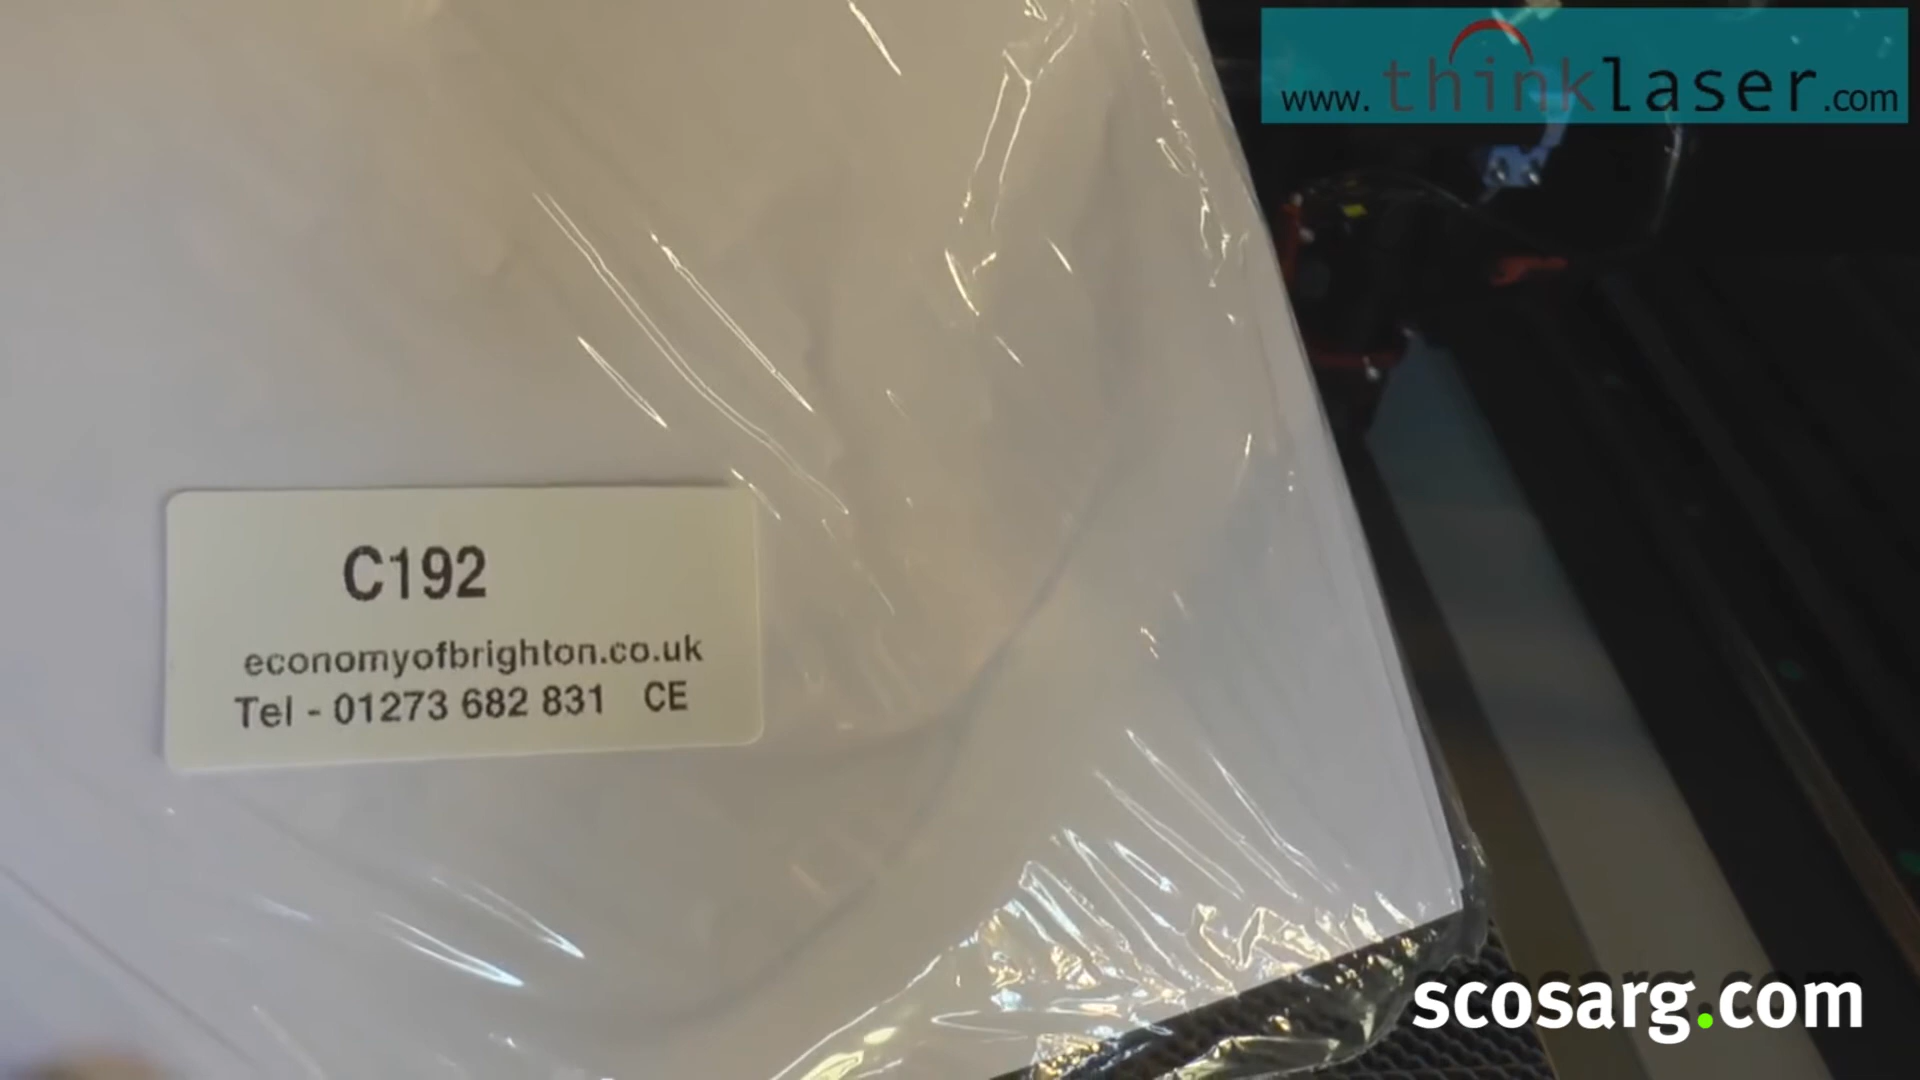 www.thinklaser.com
C192
economyofbrighton.co.uk
Tel - 01273 682 831 CE
scosarg.com